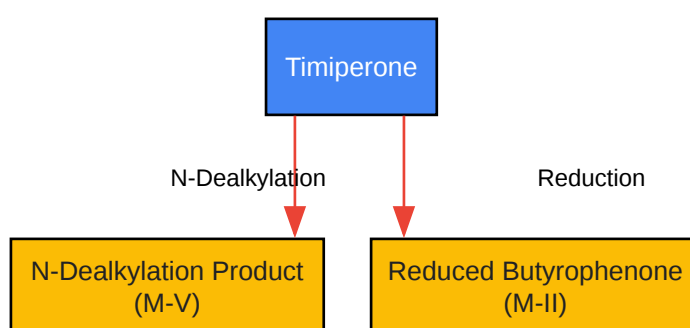 Timiperone
N-Dealkylation
Reduction
N-Dealkylation Product
(M-V)
Reduced Butyrophenone
(M-II)